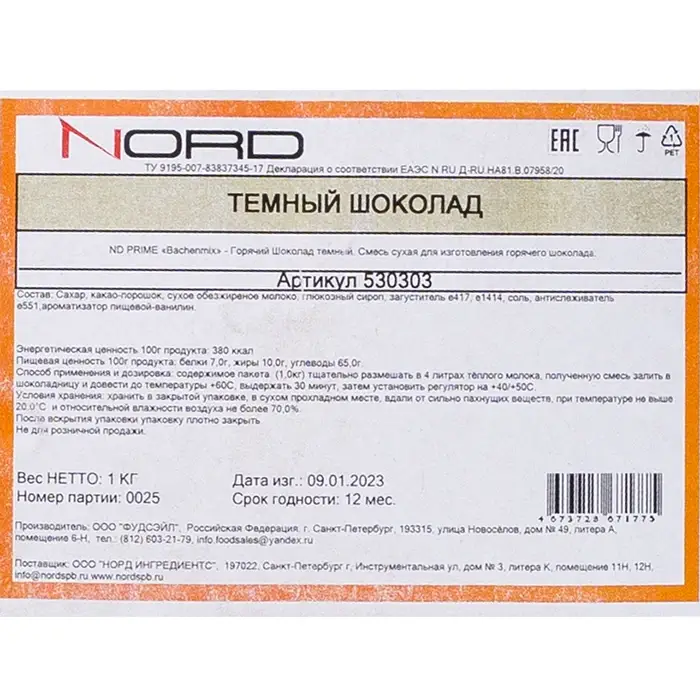 NORD
EAC
1
PET
ТУ 9195-007-83837345-17 Декларация о соответствии ЕАЭС N RU Д-RU.НА81.В.07958/20
ТЕМНЫЙ ШОКОЛАД
ND PRIME «Bachenmix» - Горячий Шоколад темный. Смесь сухая для изготовления горячего шоколада.
Артикул 530303
Состав: Сахар, какао-порошок, сухое обезжиреное молоко, глюкозный сироп, загуститель е417, е1414, соль, антислеживатель
е551,ароматизатор пищевой-ванилин.
Энергетическая ценность 100г продукта: 380 ккал
Пищевая ценность 100г продукта: белки 7,0г, жиры 10,0г, углеводы 65,0г.
Способ применения и дозировка: содержимое пакета (1,0кг) тщательно размешать в 4 литрах тёплого молока, полученную смесь залить в
шоколадницу и довести до температуры +60С, выдержать 30 минут, затем установить регулятор на +40/+50С.
Условия хранения: хранить в закрытой упаковке, в сухом прохладном месте, вдали от сильно пахнущих веществ, при температуре не выше
20,0°С и относительной влажности воздуха не более 70,0%.
После вскрытия упаковки упаковку плотно закрыть.
Не для розничной продажи.
Вес НЕТТО: 1 КГ
Номер партии: 0025
Дата изг.: 09.01.2023
Срок годности: 12 мес.
4 673728 671775
Производитель: ООО "ФУДСЭЙЛ", Российская Федерация, г. Санкт-Петербург, 193315, улица Новосёлов, дом № 49, литера А,
помещение 6-Н, тел.: (812) 603-21-79, info.foodsales@yandex.ru
Поставщик: ООО "НОРД ИНГРЕДИЕНТС", 197022, Санкт-Петербург г, Инструментальная ул, дом № 3, литера К, помещение 11Н, 12Н,
info@nordspb.ru www.nordspb.ru